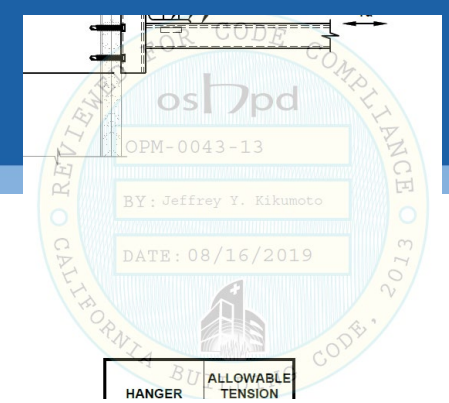 REVIEWED FOR CODE COMPLIANCE
oshpd
OPM-0043-13
BY: Jeffrey Y. Kikumoto
DATE: 08/16/2019
CALIFORNIA BUILDING CODE, 2013
ALLOWABLE
HANGER TENSION